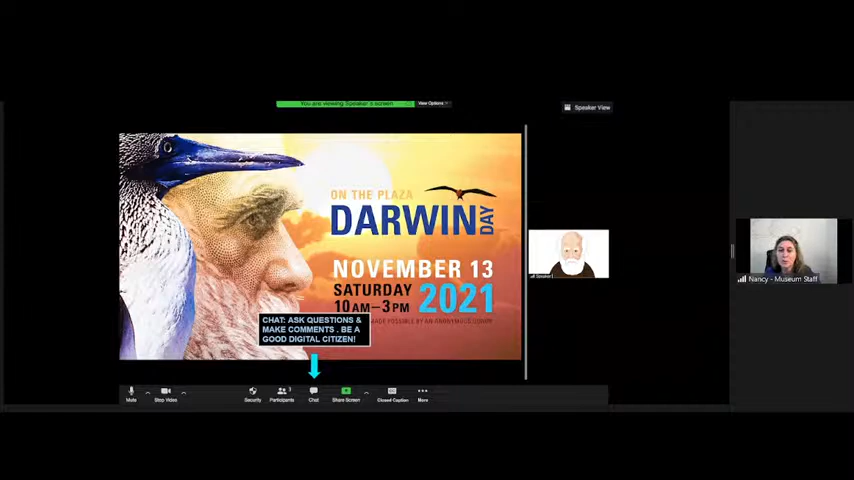 You are viewing Speaker's screen
View Options
Speaker View
ON THE PLAZA
DARWIN
DAY
NOVEMBER 13
SATURDAY
10AM–3PM
2021
MADE POSSIBLE BY AN ANONYMOUS DONOR
CHAT: ASK QUESTIONS &
MAKE COMMENTS . BE A
GOOD DIGITAL CITIZEN!
Speaker
Nancy - Museum Staff
Mute
Stop Video
Security
Participants
3
Chat
Share Screen
Closed Caption
More